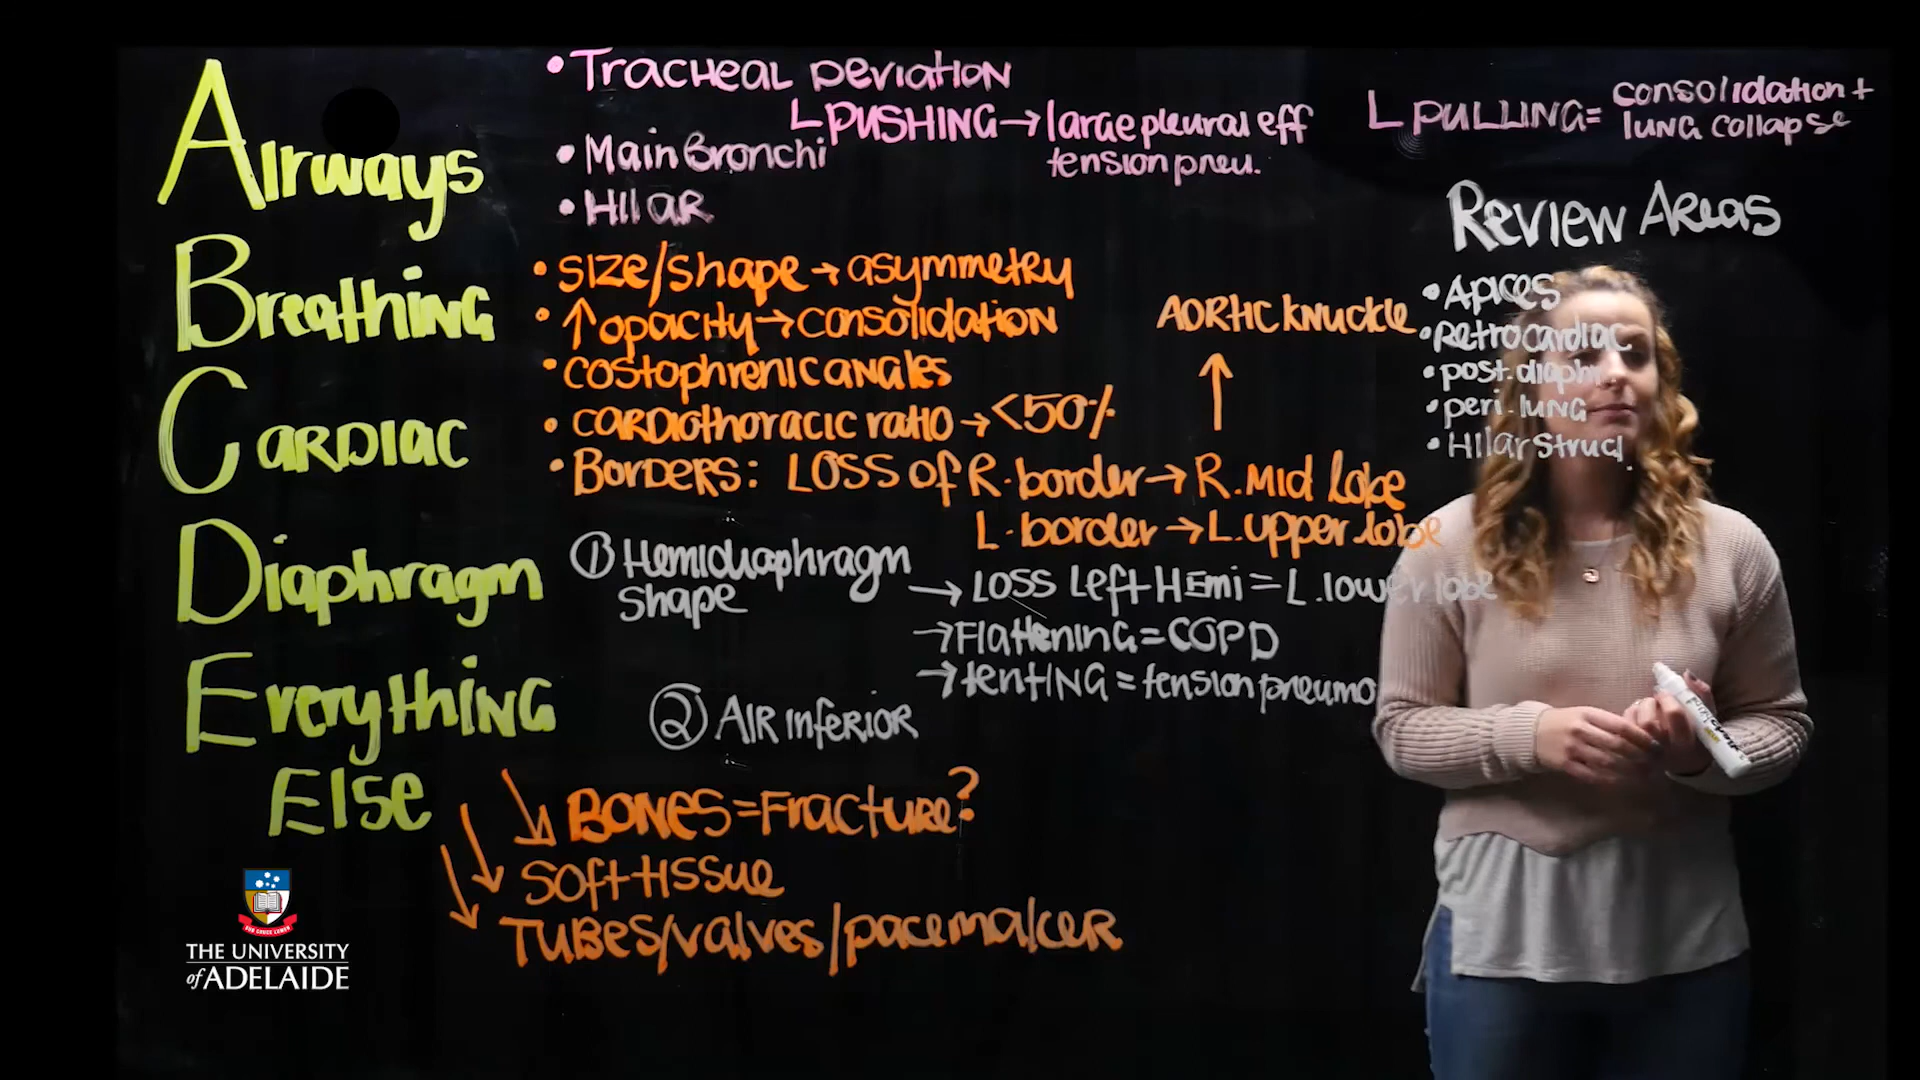 Airways
• Tracheal Deviation
L PUSHING → large pleural eff
tension pneu.
L PULLING = consolidation +
lung collapse
• Main Bronchi
• Hilar
Breathing
• size/shape → asymmetry
• ↑ opacity → consolidation
• costophrenic angles
Cardiac
• cardiothoracic ratio → <50%
• Borders: Loss of R. border → R. Mid lobe
L. border → L. upper lobe
↑
Aortic knuckle
Diaphragm
① Hemidiaphragm
shape
→ Loss Left Hemi = L. lower lobe
→ Flattening = COPD
→ tenting = tension pneumo
② Air inferior
Everything
Else
↘ Bones = Fracture?
↘ Soft tissue
↘ Tubes/valves/pacemaker
Review Areas
• Apices
• Retrocardiac
• post. diaph
• peri-lung
• Hilar struct.
THE UNIVERSITY
of ADELAIDE